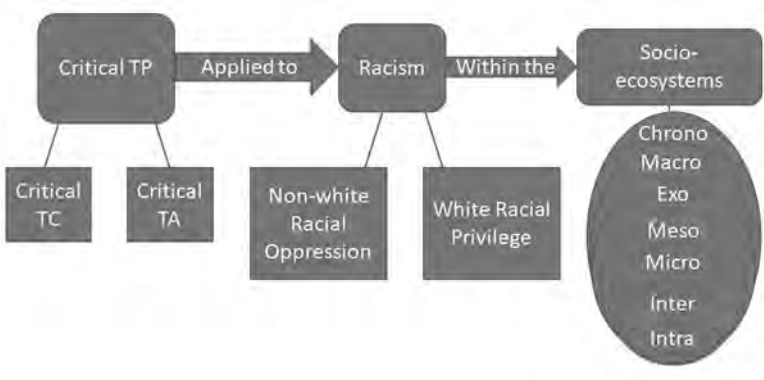 Critical TP
Applied to
Racism
Within the
Socio-
ecosystems
Critical
TC
Critical
TA
Non-white
Racial
Oppression
White Racial
Privilege
Chrono
Macro
Exo
Meso
Micro
Inter
Intra